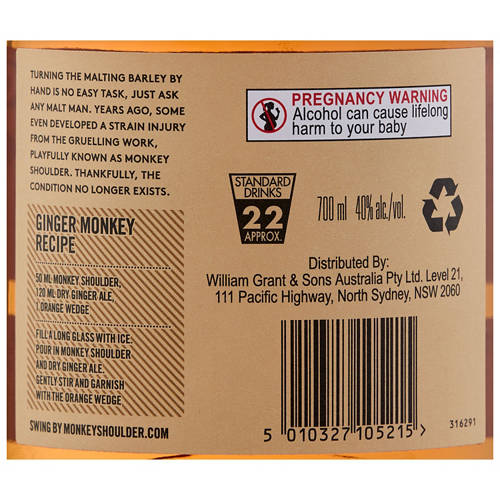 TURNING THE MALTING BARLEY BY
HAND IS NO EASY TASK, JUST ASK
ANY MALT MAN. YEARS AGO, SOME
EVEN DEVELOPED A STRAIN INJURY
FROM THE GRUELLING WORK,
PLAYFULLY KNOWN AS MONKEY
SHOULDER. THANKFULLY, THE
CONDITION NO LONGER EXISTS.
GINGER MONKEY
RECIPE
50 ML MONKEY SHOULDER,
120 ML DRY GINGER ALE,
1 ORANGE WEDGE
FILL A LONG GLASS WITH ICE.
POUR IN MONKEY SHOULDER
AND DRY GINGER ALE.
GENTLY STIR AND GARNISH
WITH THE ORANGE WEDGE
SWING BY MONKEYSHOULDER.COM
PREGNANCY WARNING
Alcohol can cause lifelong
harm to your baby
STANDARD
DRINKS
22
APPROX.
700 ml 40% alc./vol.
Distributed By:
William Grant & Sons Australia Pty Ltd. Level 21,
111 Pacific Highway, North Sydney, NSW 2060
5 010327 105215 >
316291